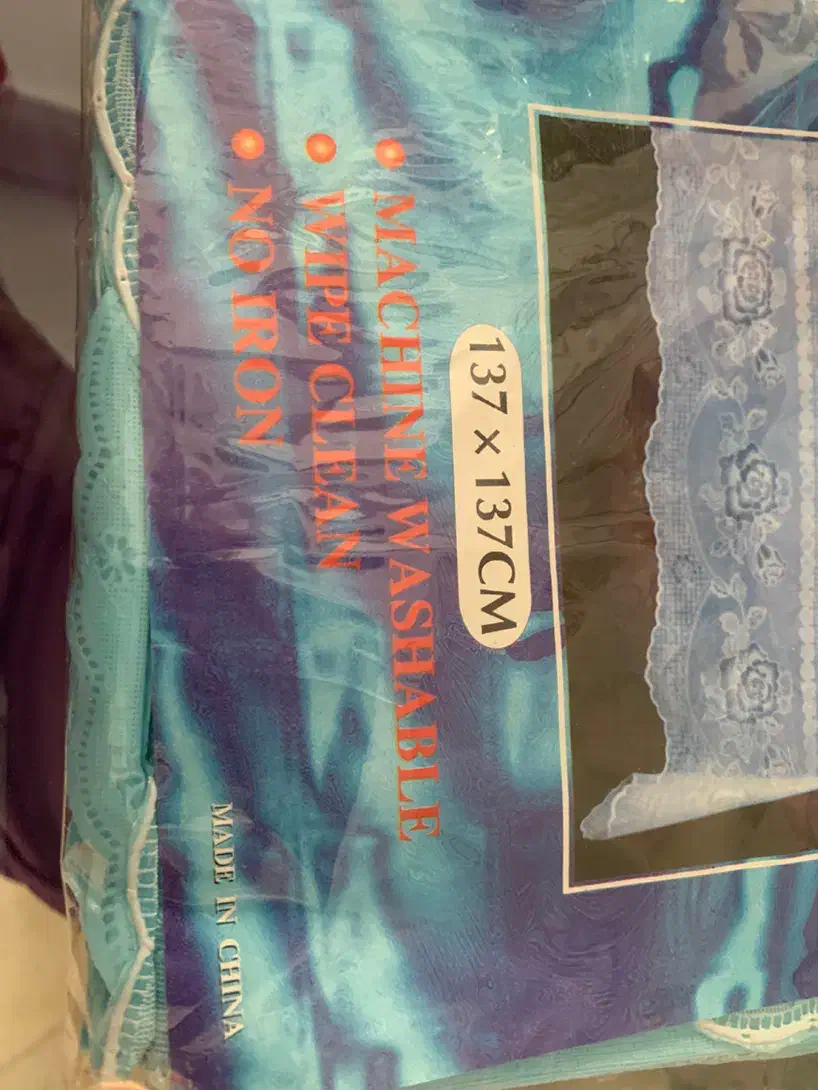 137 × 137CM
• MACHINE WASHABLE
• WIPE CLEAN
• NO IRON
MADE IN CHINA